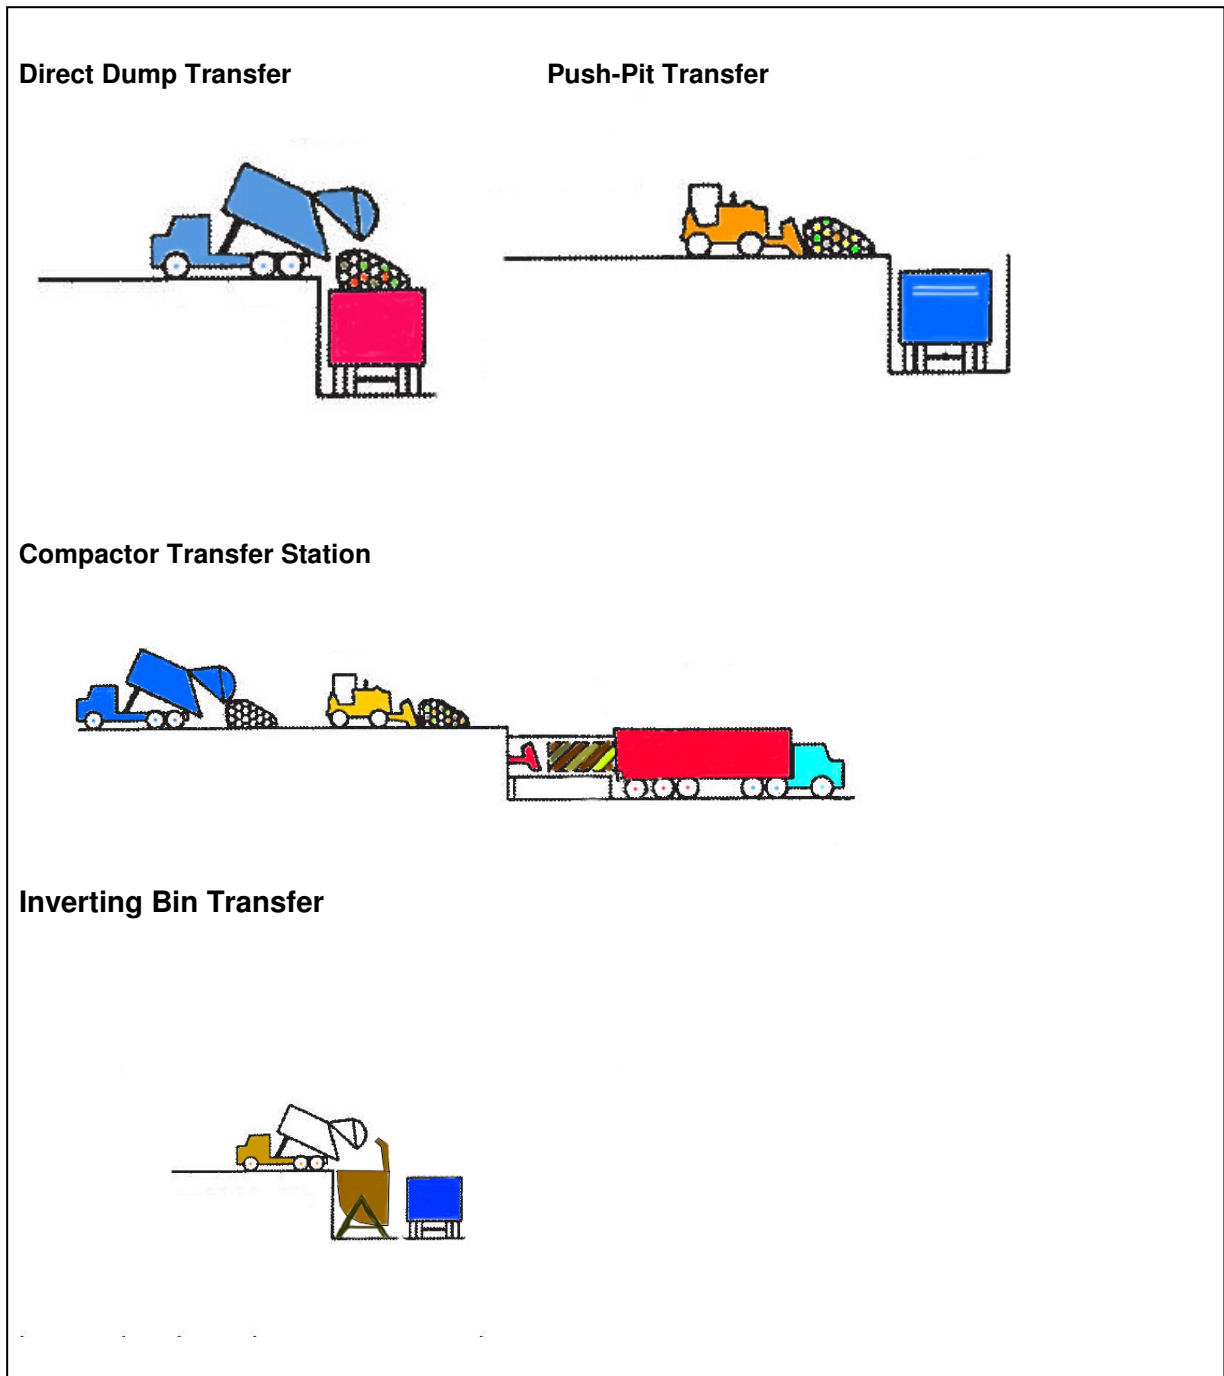 Direct Dump Transfer
Push-Pit Transfer
Compactor Transfer Station
Inverting Bin Transfer